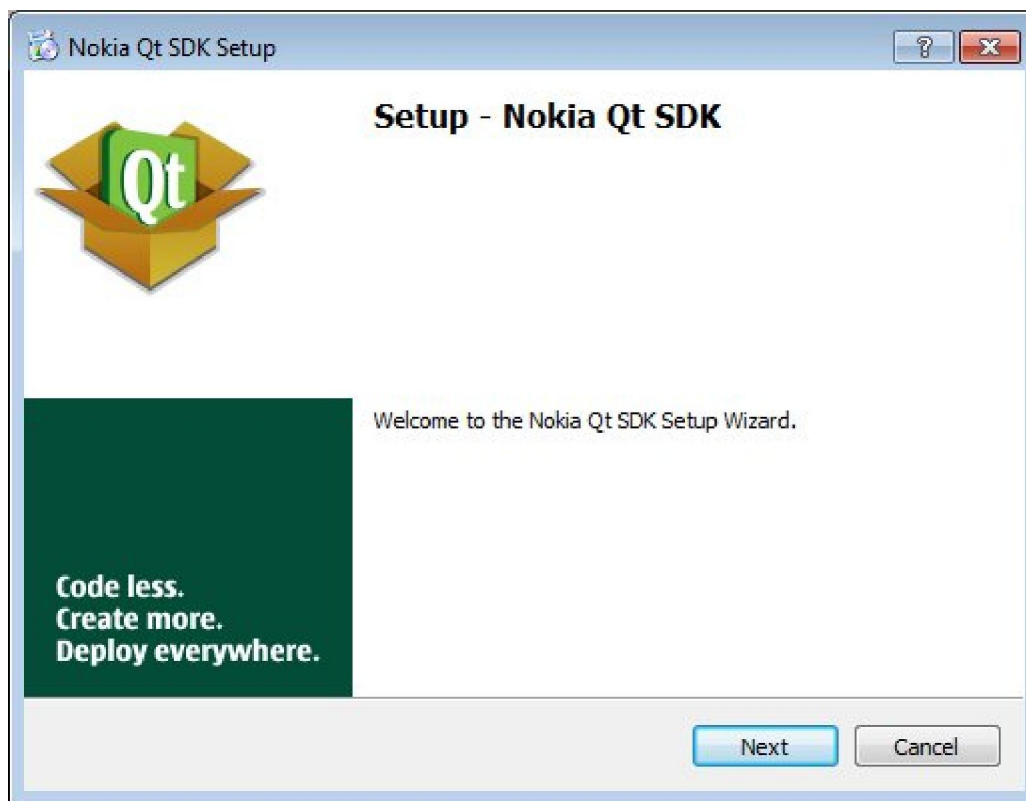 Nokia Qt SDK Setup
Setup - Nokia Qt SDK
Qt
Welcome to the Nokia Qt SDK Setup Wizard.
Code less.
Create more.
Deploy everywhere.
Next
Cancel